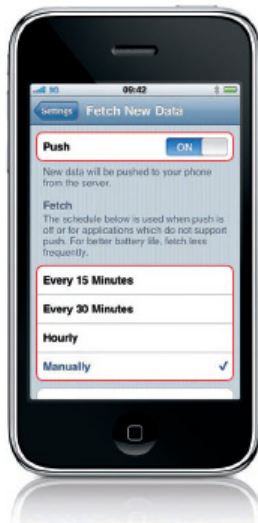 3G 09:42
Settings Fetch New Data
Push ON
New data will be pushed to your phone
from the server.
Fetch
The schedule below is used when push is
off or for applications which do not support
push. For better battery life, fetch less
frequently.
Every 15 Minutes
Every 30 Minutes
Hourly
Manually